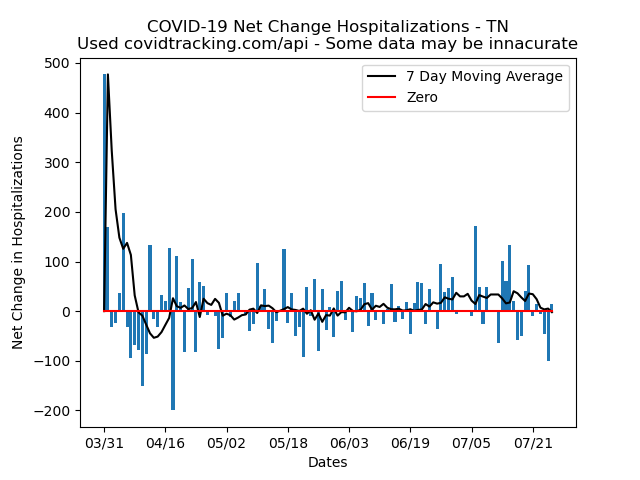 COVID-19 Net Change Hospitalizations - TN
Used covidtracking.com/api - Some data may be innacurate
7 Day Moving Average
Zero
Net Change in Hospitalizations
500
400
300
200
100
0
−100
−200
03/31 04/16 05/02 05/18 06/03 06/19 07/05 07/21
Dates